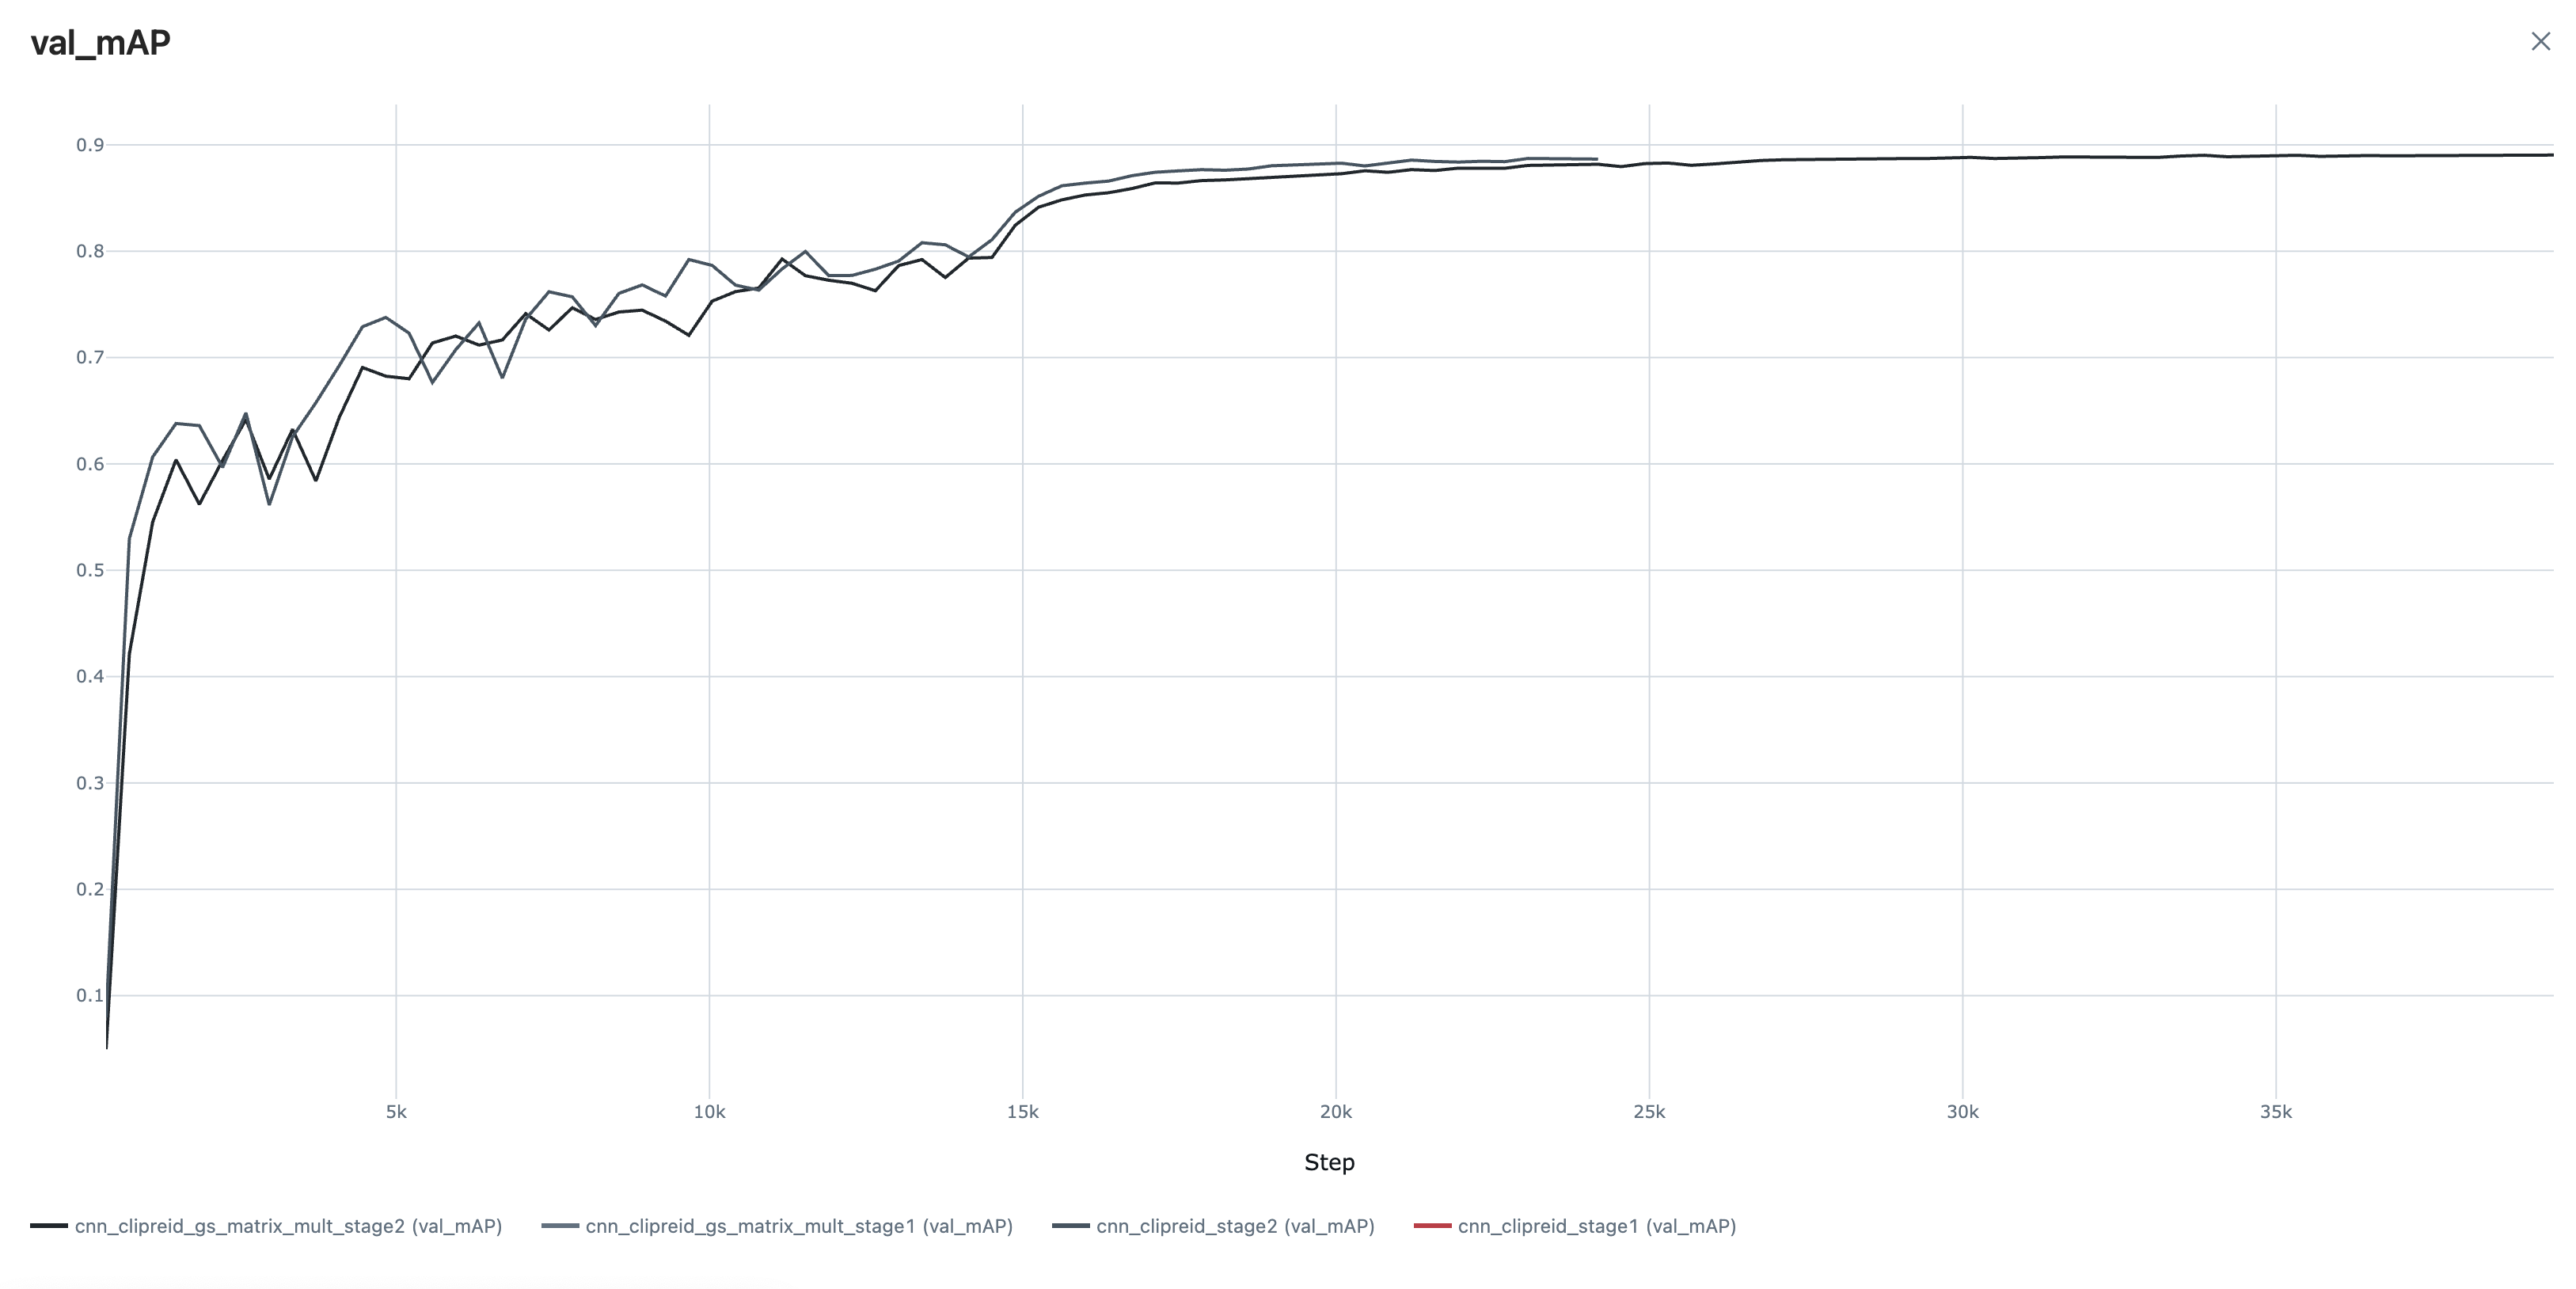 val_mAP
0.9
0.8
0.7
0.6
0.5
0.4
0.3
0.2
0.1
5k 10k 15k 20k 25k 30k 35k
Step
cnn_clipreid_gs_matrix_mult_stage2 (val_mAP) cnn_clipreid_gs_matrix_mult_stage1 (val_mAP) cnn_clipreid_stage2 (val_mAP) cnn_clipreid_stage1 (val_mAP)